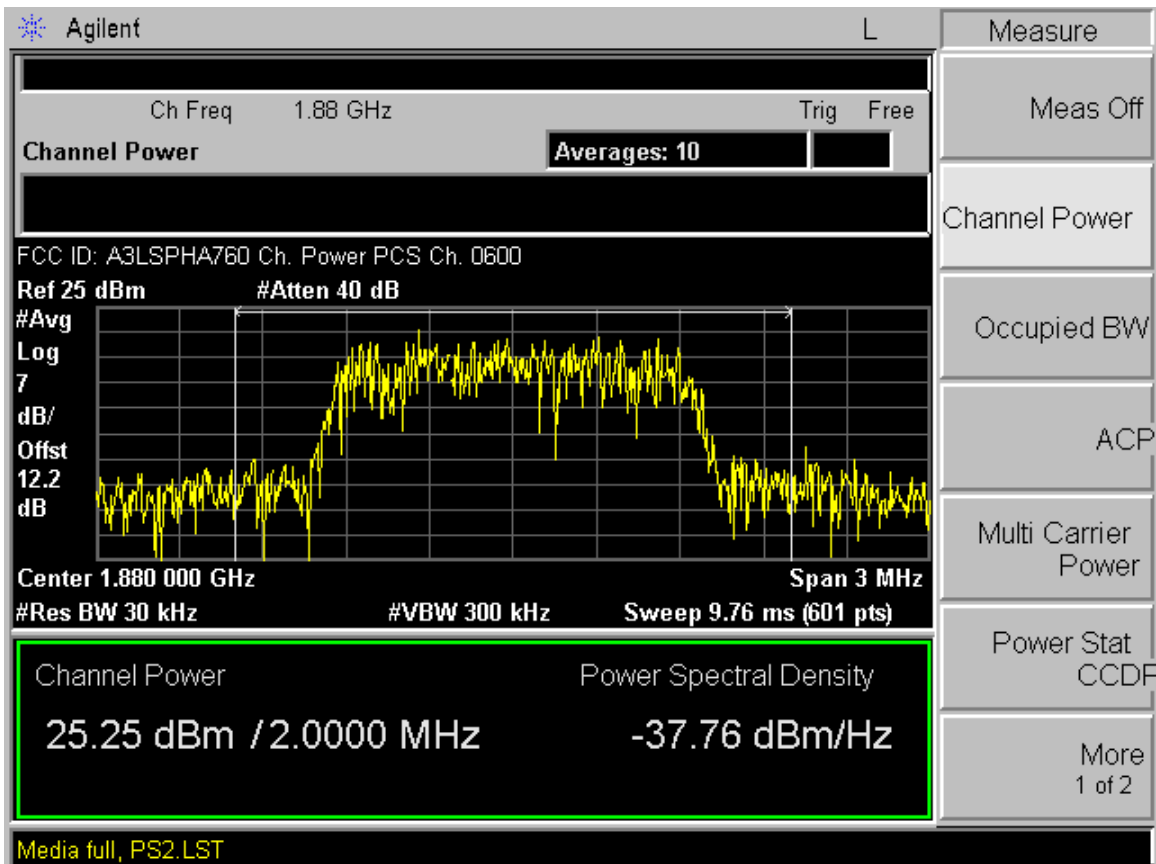 Agilent L
Measure
Ch Freq 1.88 GHz Trig Free
Channel Power Averages: 10
FCC ID: A3LSPHA760 Ch. Power PCS Ch. 0600
Ref 25 dBm #Atten 40 dB
#Avg
Log
7
dB/
Offst
12.2
dB
Center 1.880 000 GHz Span 3 MHz
#Res BW 30 kHz #VBW 300 kHz Sweep 9.76 ms (601 pts)
Channel Power Power Spectral Density
25.25 dBm / 2.0000 MHz -37.76 dBm/Hz
Media full, PS2.LST
Meas Off
Channel Power
Occupied BW
ACP
Multi Carrier
Power
Power Stat
CCDF
More
1 of 2